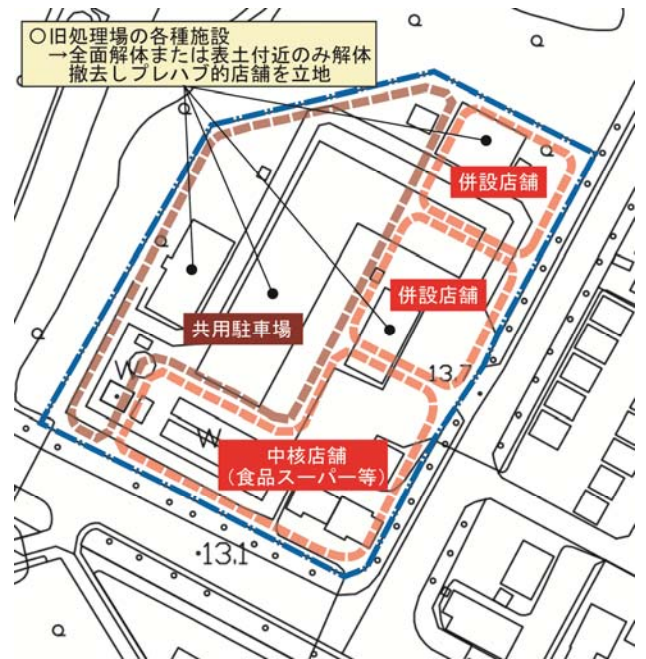 ○旧処理場の各種施設
→全面解体または表土付近のみ解体
撤去しプレハブ的店舗を立地
併設店舗
併設店舗
共用駐車場
13.7
W
W
中核店舗
(食品スーパー等)
・13.1